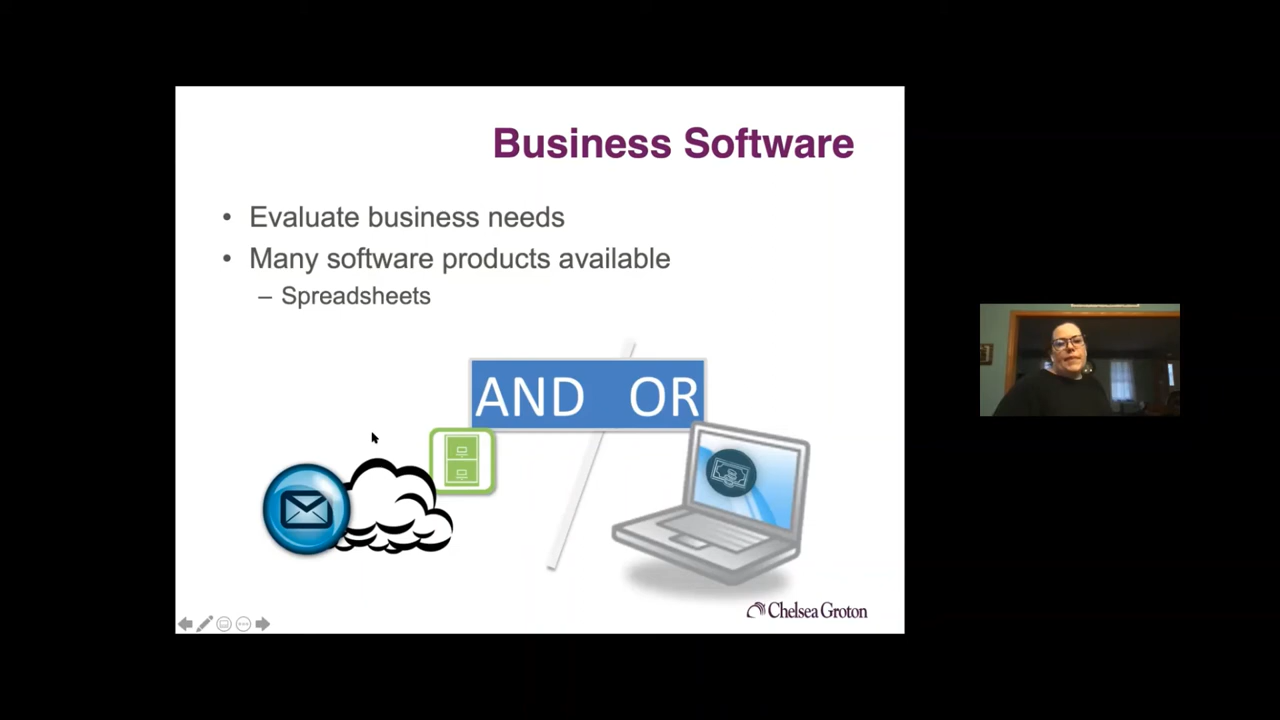 Business Software
• Evaluate business needs
• Many software products available
– Spreadsheets
AND OR
Chelsea Groton